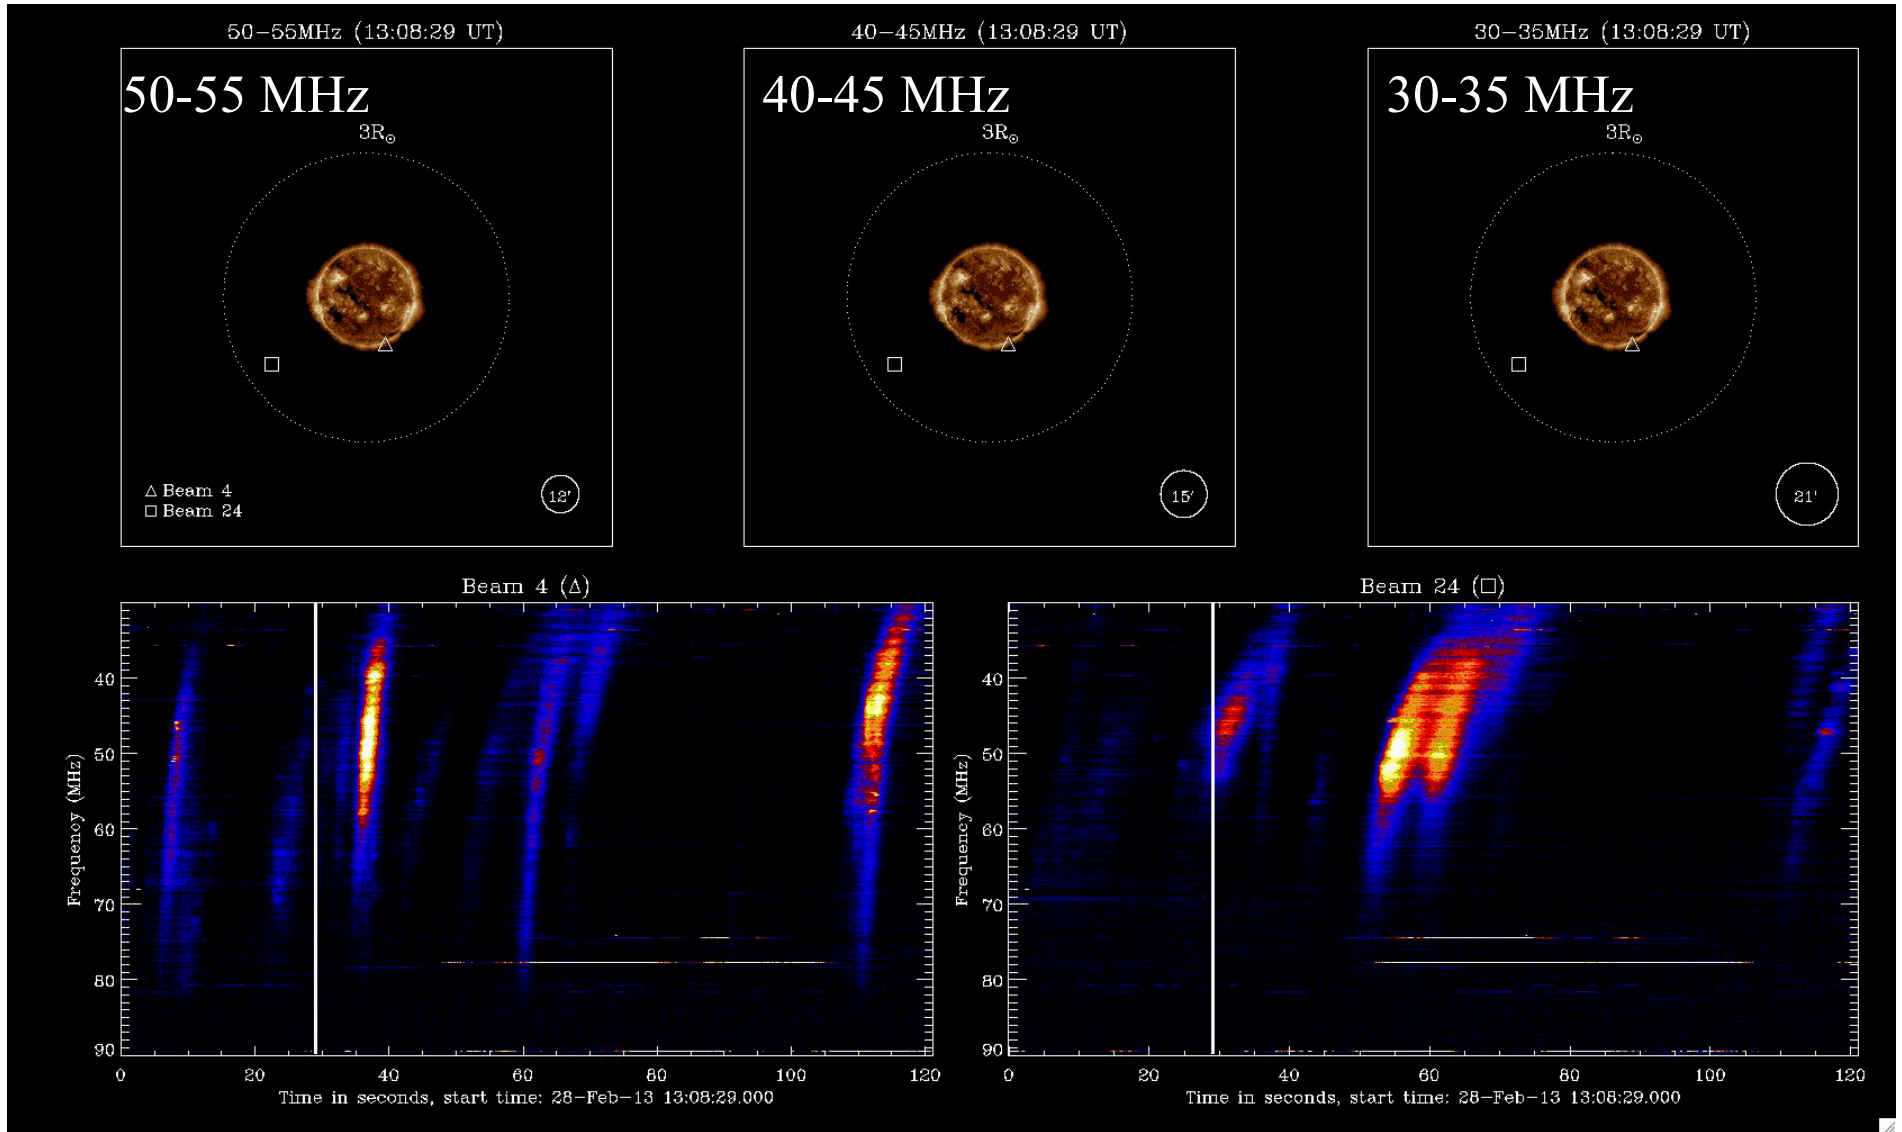 50-55MHz (13:08:29 UT)
40-45MHz (13:08:29 UT)
30-35MHz (13:08:29 UT)
50-55 MHz
40-45 MHz
30-35 MHz
3R☉
3R☉
3R☉
△ Beam 4
□ Beam 24
12'
15'
21'
Beam 4 (△)
Beam 24 (□)
Frequency (MHz)
40
50
60
70
80
90
0 20 40 60 80 100 120
Time in seconds, start time: 28-Feb-13 13:08:29.000
Frequency (MHz)
40
50
60
70
80
90
0 20 40 60 80 100 120
Time in seconds, start time: 28-Feb-13 13:08:29.000